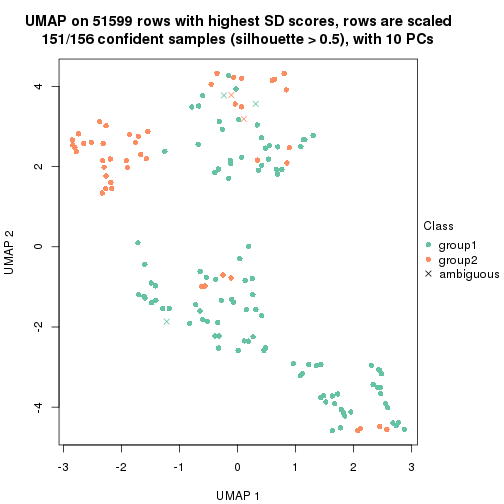 UMAP on 51599 rows with highest SD scores, rows are scaled
151/156 confident samples (silhouette > 0.5), with 10 PCs
4
2
0
-2
-4
UMAP 2
-3 -2 -1 0 1 2 3
UMAP 1
Class
group1
group2
ambiguous